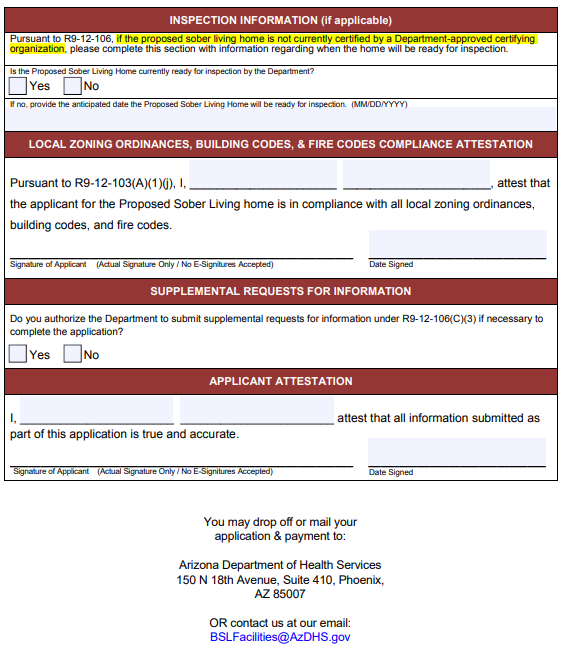 INSPECTION INFORMATION (if applicable)
Pursuant to R9-12-106, if the proposed sober living home is not currently certified by a Department-approved certifying
organization, please complete this section with information regarding when the home will be ready for inspection.
Is the Proposed Sober Living Home currently ready for inspection by the Department?
Yes No
If no, provide the anticipated date the Proposed Sober Living Home will be ready for inspection. (MM/DD/YYYY)
LOCAL ZONING ORDINANCES, BUILDING CODES, & FIRE CODES COMPLIANCE ATTESTATION
Pursuant to R9-12-103(A)(1)(j), I, ________________ ________________, attest that
the applicant for the Proposed Sober Living home is in compliance with all local zoning ordinances,
building codes, and fire codes.
Signature of Applicant (Actual Signature Only / No E-Signitures Accepted) Date Signed
SUPPLEMENTAL REQUESTS FOR INFORMATION
Do you authorize the Department to submit supplemental requests for information under R9-12-106(C)(3) if necessary to
complete the application?
Yes No
APPLICANT ATTESTATION
I, ________________ ________________ attest that all information submitted as
part of this application is true and accurate.
Signature of Applicant (Actual Signature Only / No E-Signitures Accepted) Date Signed
You may drop off or mail your
application & payment to:
Arizona Department of Health Services
150 N 18th Avenue, Suite 410, Phoenix,
AZ 85007
OR contact us at our email:
BSLFacilities@AzDHS.gov